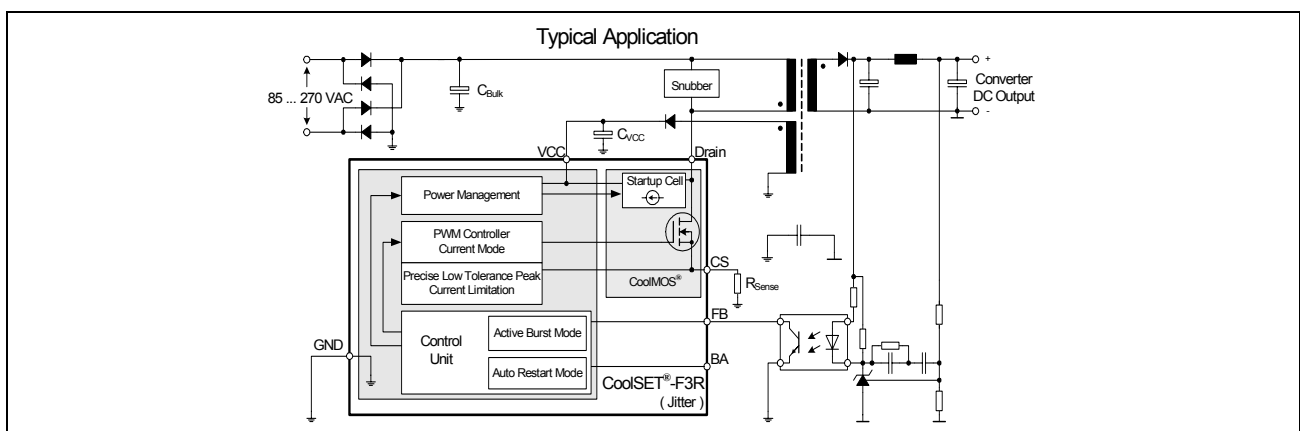 Typical Application
85 ... 270 VAC
CBulk
Snubber
+
Converter
DC Output
-
CVCC
VCC
Drain
Power Management
Startup Cell
PWM Controller
Current Mode
Precise Low Tolerance Peak
Current Limitation
CoolMOS®
CS
RSense
FB
Control
Unit
Active Burst Mode
GND
BA
Auto Restart Mode
CoolSET®-F3R
( Jitter )